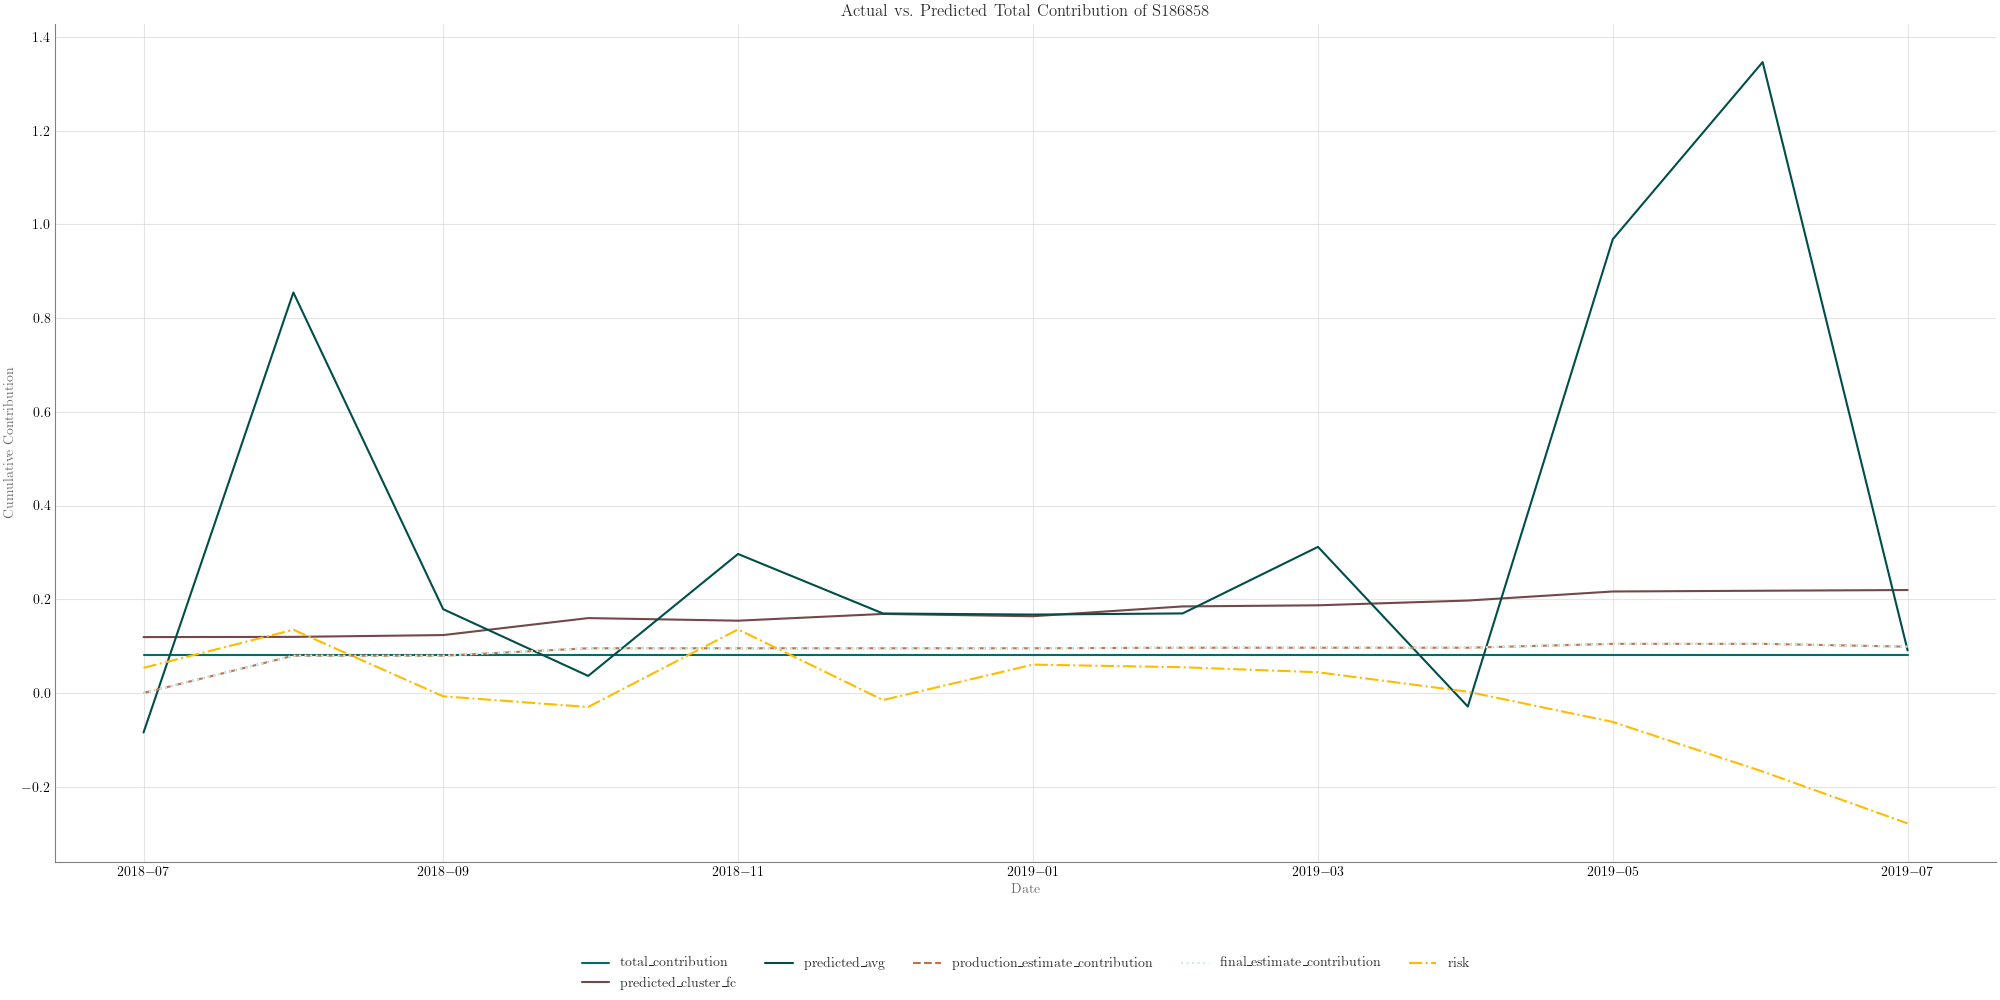 Actual vs. Predicted Total Contribution of S186858
1.4
1.2
1.0
0.8
0.6
0.4
0.2
0.0
−0.2
Cumulative Contribution
2018−07 2018−09 2018−11 2019−01 2019−03 2019−05 2019−07
Date
total_contribution predicted_avg production_estimate_contribution final_estimate_contribution risk
predicted_cluster_fc